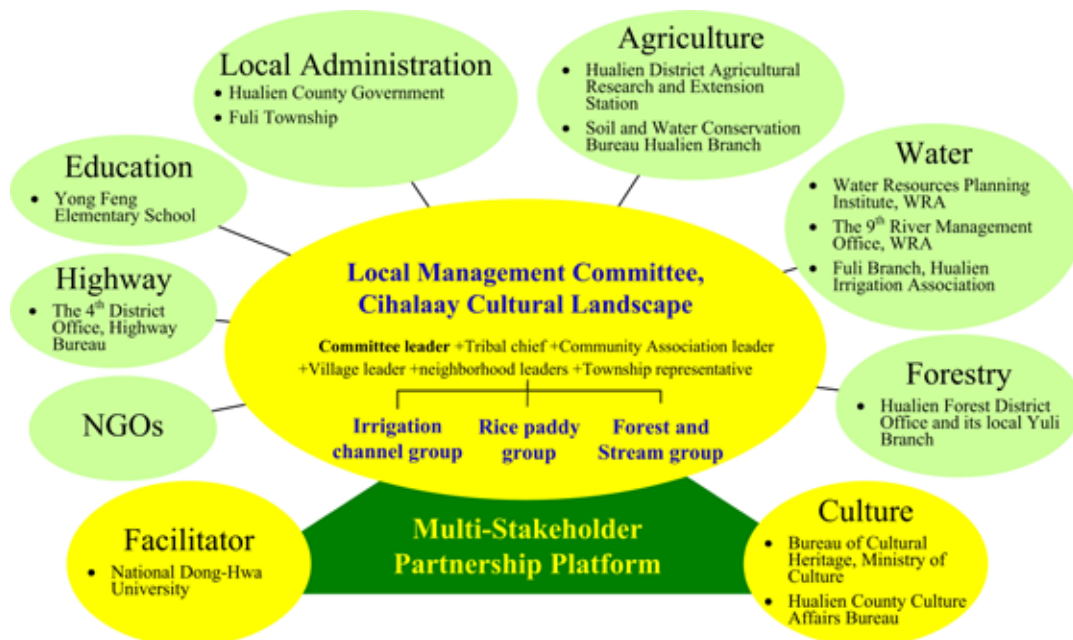 Local Administration
• Hualien County Government
• Fuli Township
Agriculture
• Hualien District Agricultural
Research and Extension
Station
• Soil and Water Conservation
Bureau Hualien Branch
Education
• Yong Feng
Elementary School
Water
• Water Resources Planning
Institute, WRA
• The 9th River Management
Office, WRA
• Fuli Branch, Hualien
Irrigation Association
Highway
• The 4th District
Office, Highway
Bureau
Local Management Committee,
Cihalaay Cultural Landscape
Committee leader +Tribal chief +Community Association leader
+Village leader +neighborhood leaders +Township representative
Irrigation
channel group
Rice paddy
group
Forest and
Stream group
Forestry
• Hualien Forest District
Office and its local Yuli
Branch
NGOs
Facilitator
• National Dong-Hwa
University
Multi-Stakeholder
Partnership Platform
Culture
• Bureau of Cultural
Heritage, Ministry of
Culture
• Hualien County Culture
Affairs Bureau